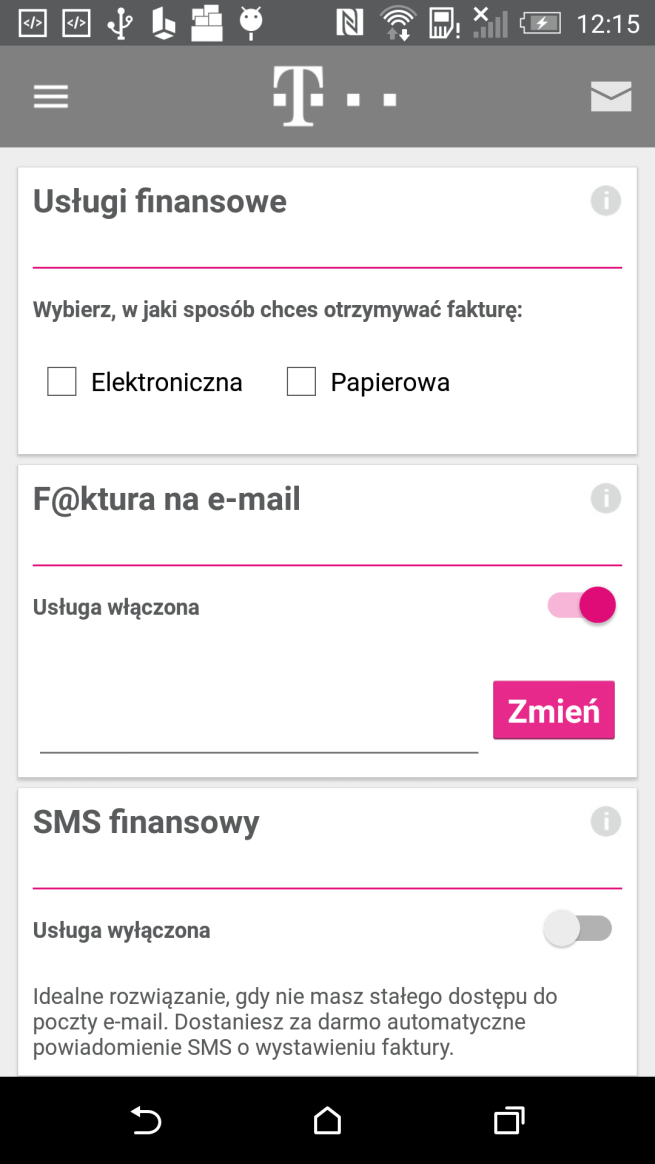 12:15
T
Usługi finansowe
Wybierz, w jaki sposób chces otrzymywać fakturę:
Elektroniczna Papierowa
F@ktura na e-mail
Usługa włączona
Zmień
SMS finansowy
Usługa wyłączona
Idealne rozwiązanie, gdy nie masz stałego dostępu do
poczty e-mail. Dostaniesz za darmo automatyczne
powiadomienie SMS o wystawieniu faktury.